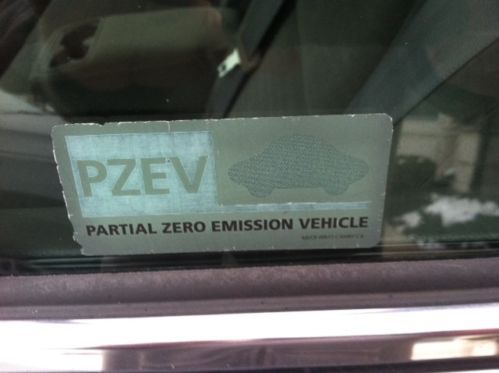 PZEV
PARTIAL ZERO EMISSION VEHICLE